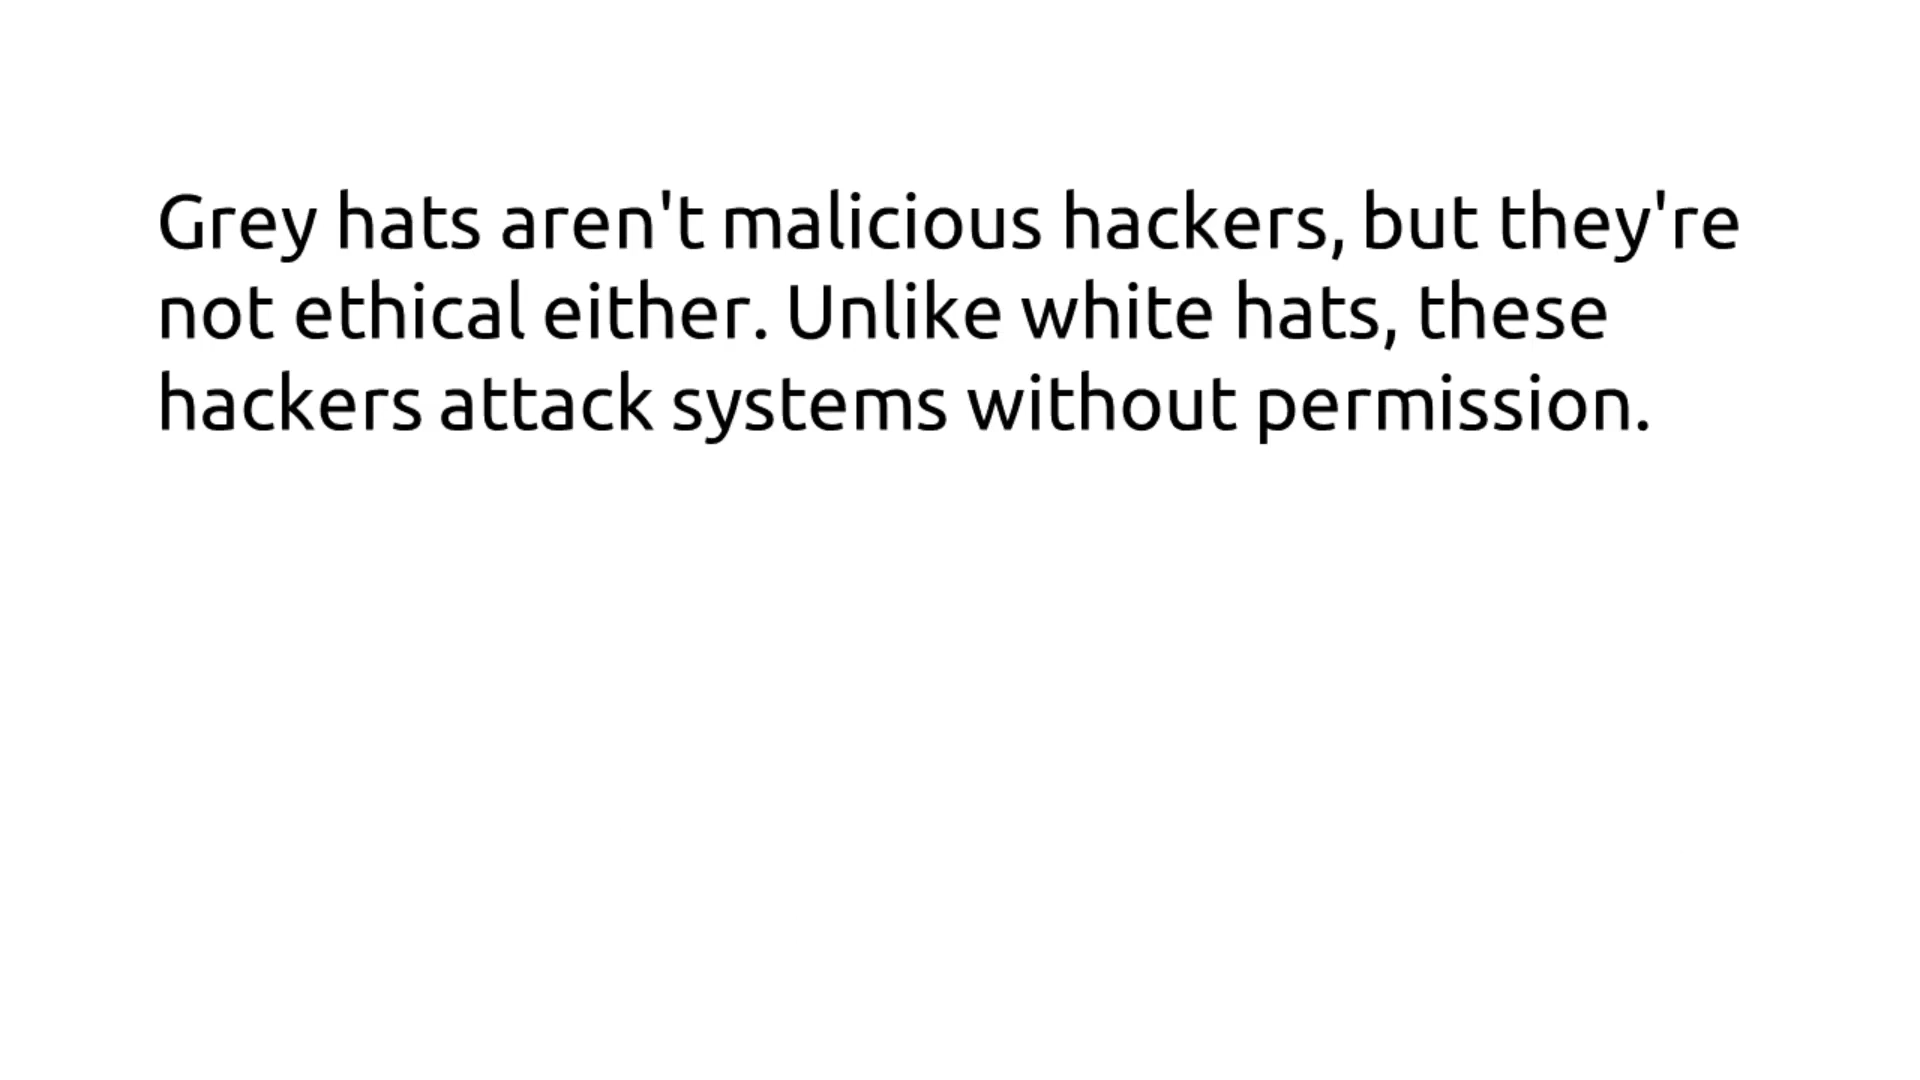 Grey hats aren't malicious hackers, but they're
not ethical either. Unlike white hats, these
hackers attack systems without permission.